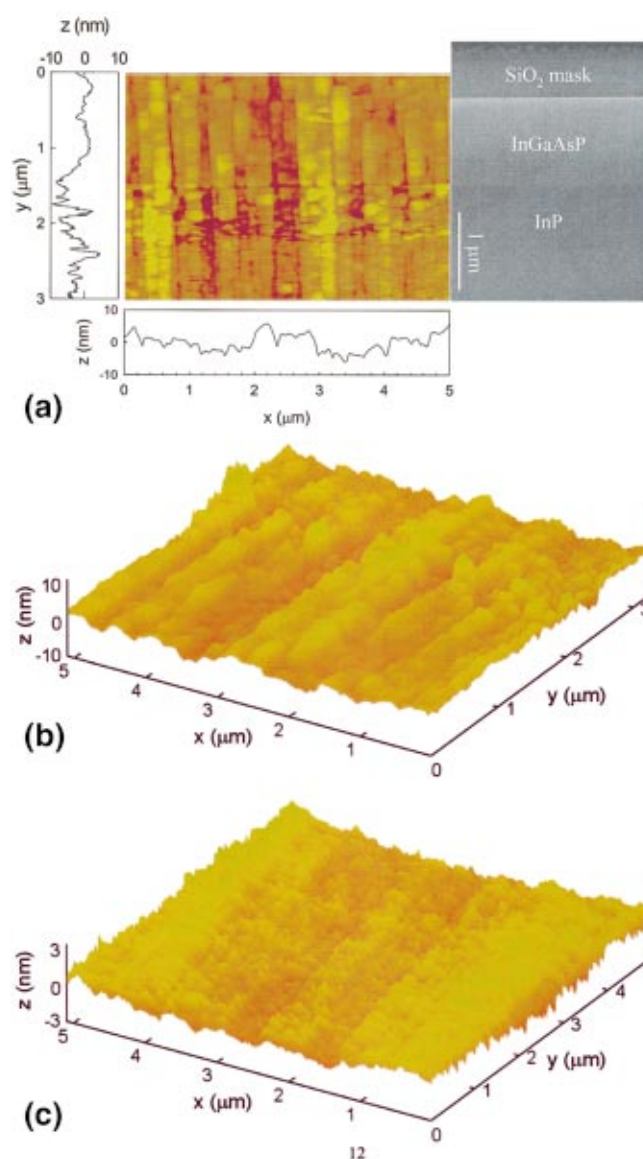 z (nm)
-10 0 10
0
1
2
3
y (μm)
SiO2 mask
InGaAsP
InP
1 μm
10
0
-10
z (nm)
0 1 2 3 4 5
x (μm)
(a)
10
0
-10
z (nm)
5 4 3 2 1 0
x (μm)
1 2
y (μm)
(b)
3
0
-3
z (nm)
5 4 3 2 1 0
x (μm)
1 2 3 4
y (μm)
(c)
12